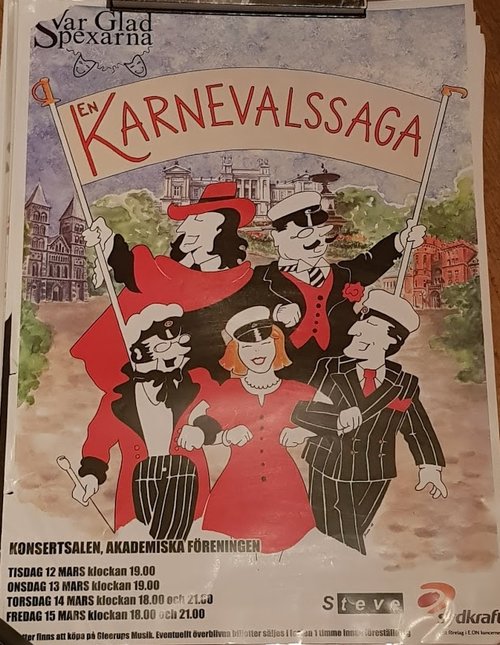 Var Glad
Spexarna
EN
KARNEVALSSAGA
KONSERTSALEN, AKADEMISKA FÖRENINGEN
TISDAG 12 MARS klockan 19.00
ONSDAG 13 MARS klockan 19.00
TORSDAG 14 MARS klockan 18.00 och 21.00
FREDAG 15 MARS klockan 18.00 och 21.00
Steve
sydkraft
finns att köpa på Gleerups Musik. Eventuellt överblivna biljetter säljes i 1 timme